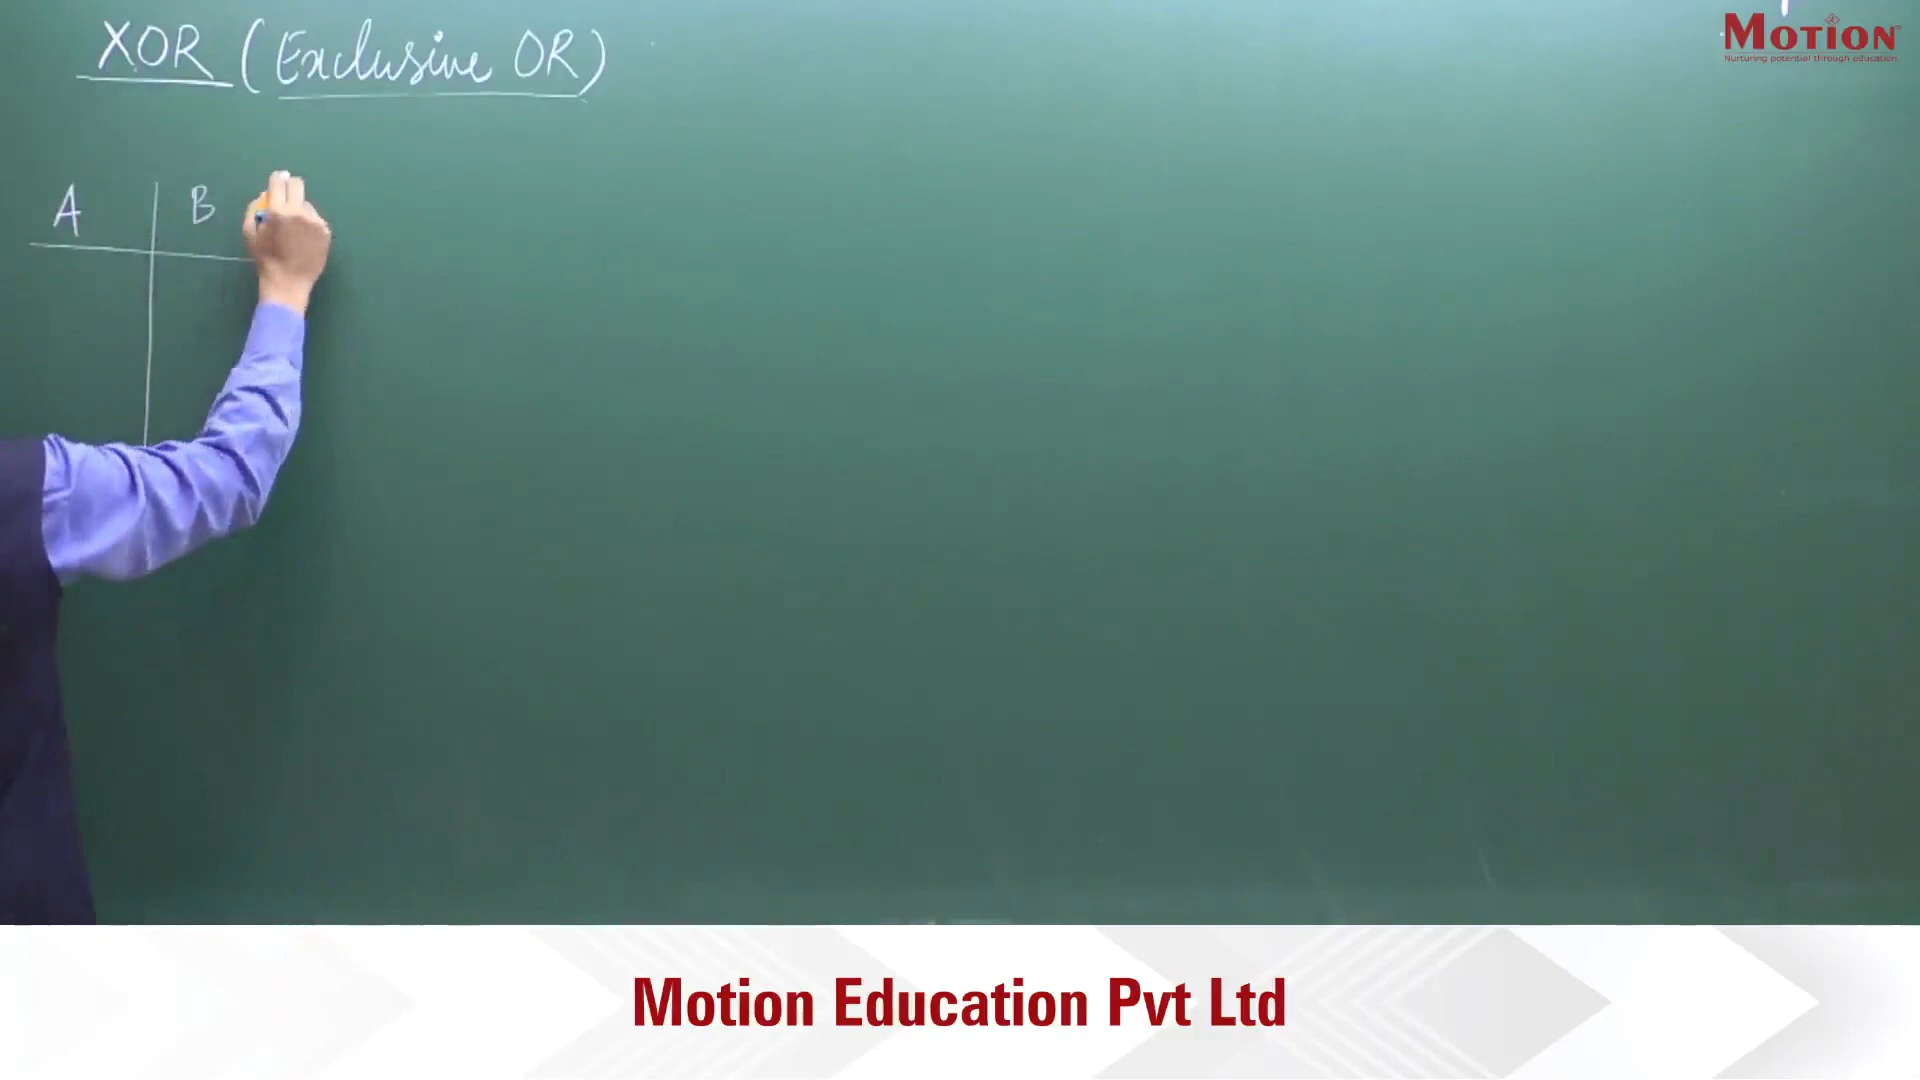 XOR (Exclusive OR)
MOTION
Nurturing potential through education
A B
Motion Education Pvt Ltd